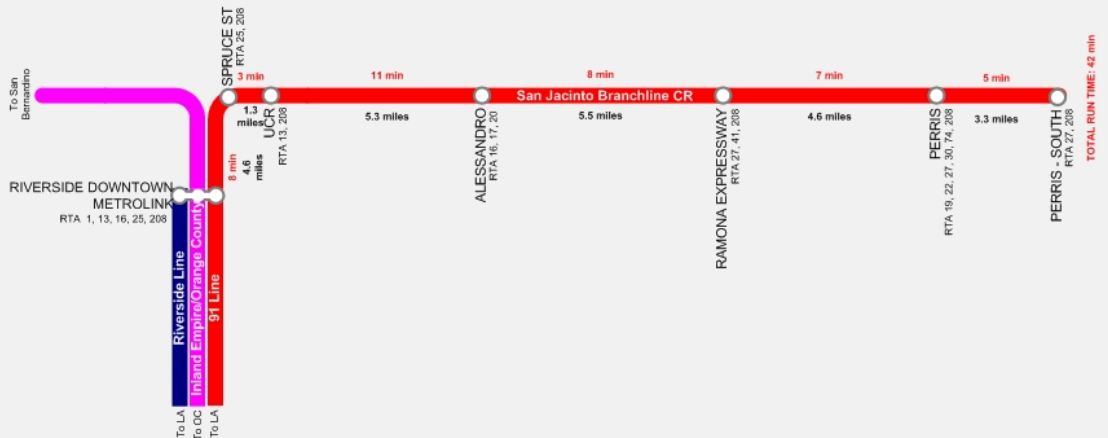 To San
Bernardino
SPRUCE ST
RTA 25, 208
3 min
11 min
8 min
7 min
5 min
TOTAL RUN TIME: 42 min
San Jacinto Branchline CR
1.3
miles
5.3 miles
5.5 miles
4.6 miles
3.3 miles
UCR
RTA 13, 208
ALESSANDRO
RTA 16, 17, 20
RAMONA EXPRESSWAY
RTA 27, 41, 208
PERRIS
RTA 19, 22, 27, 30, 74, 208
PERRIS - SOUTH
RTA 27, 208
8 min
4.6
miles
RIVERSIDE DOWNTOWN -
METROLINK
RTA 1, 13, 16, 25, 208
Riverside Line
Inland Empire/Orange County
91 Line
To LA
To OC
To LA